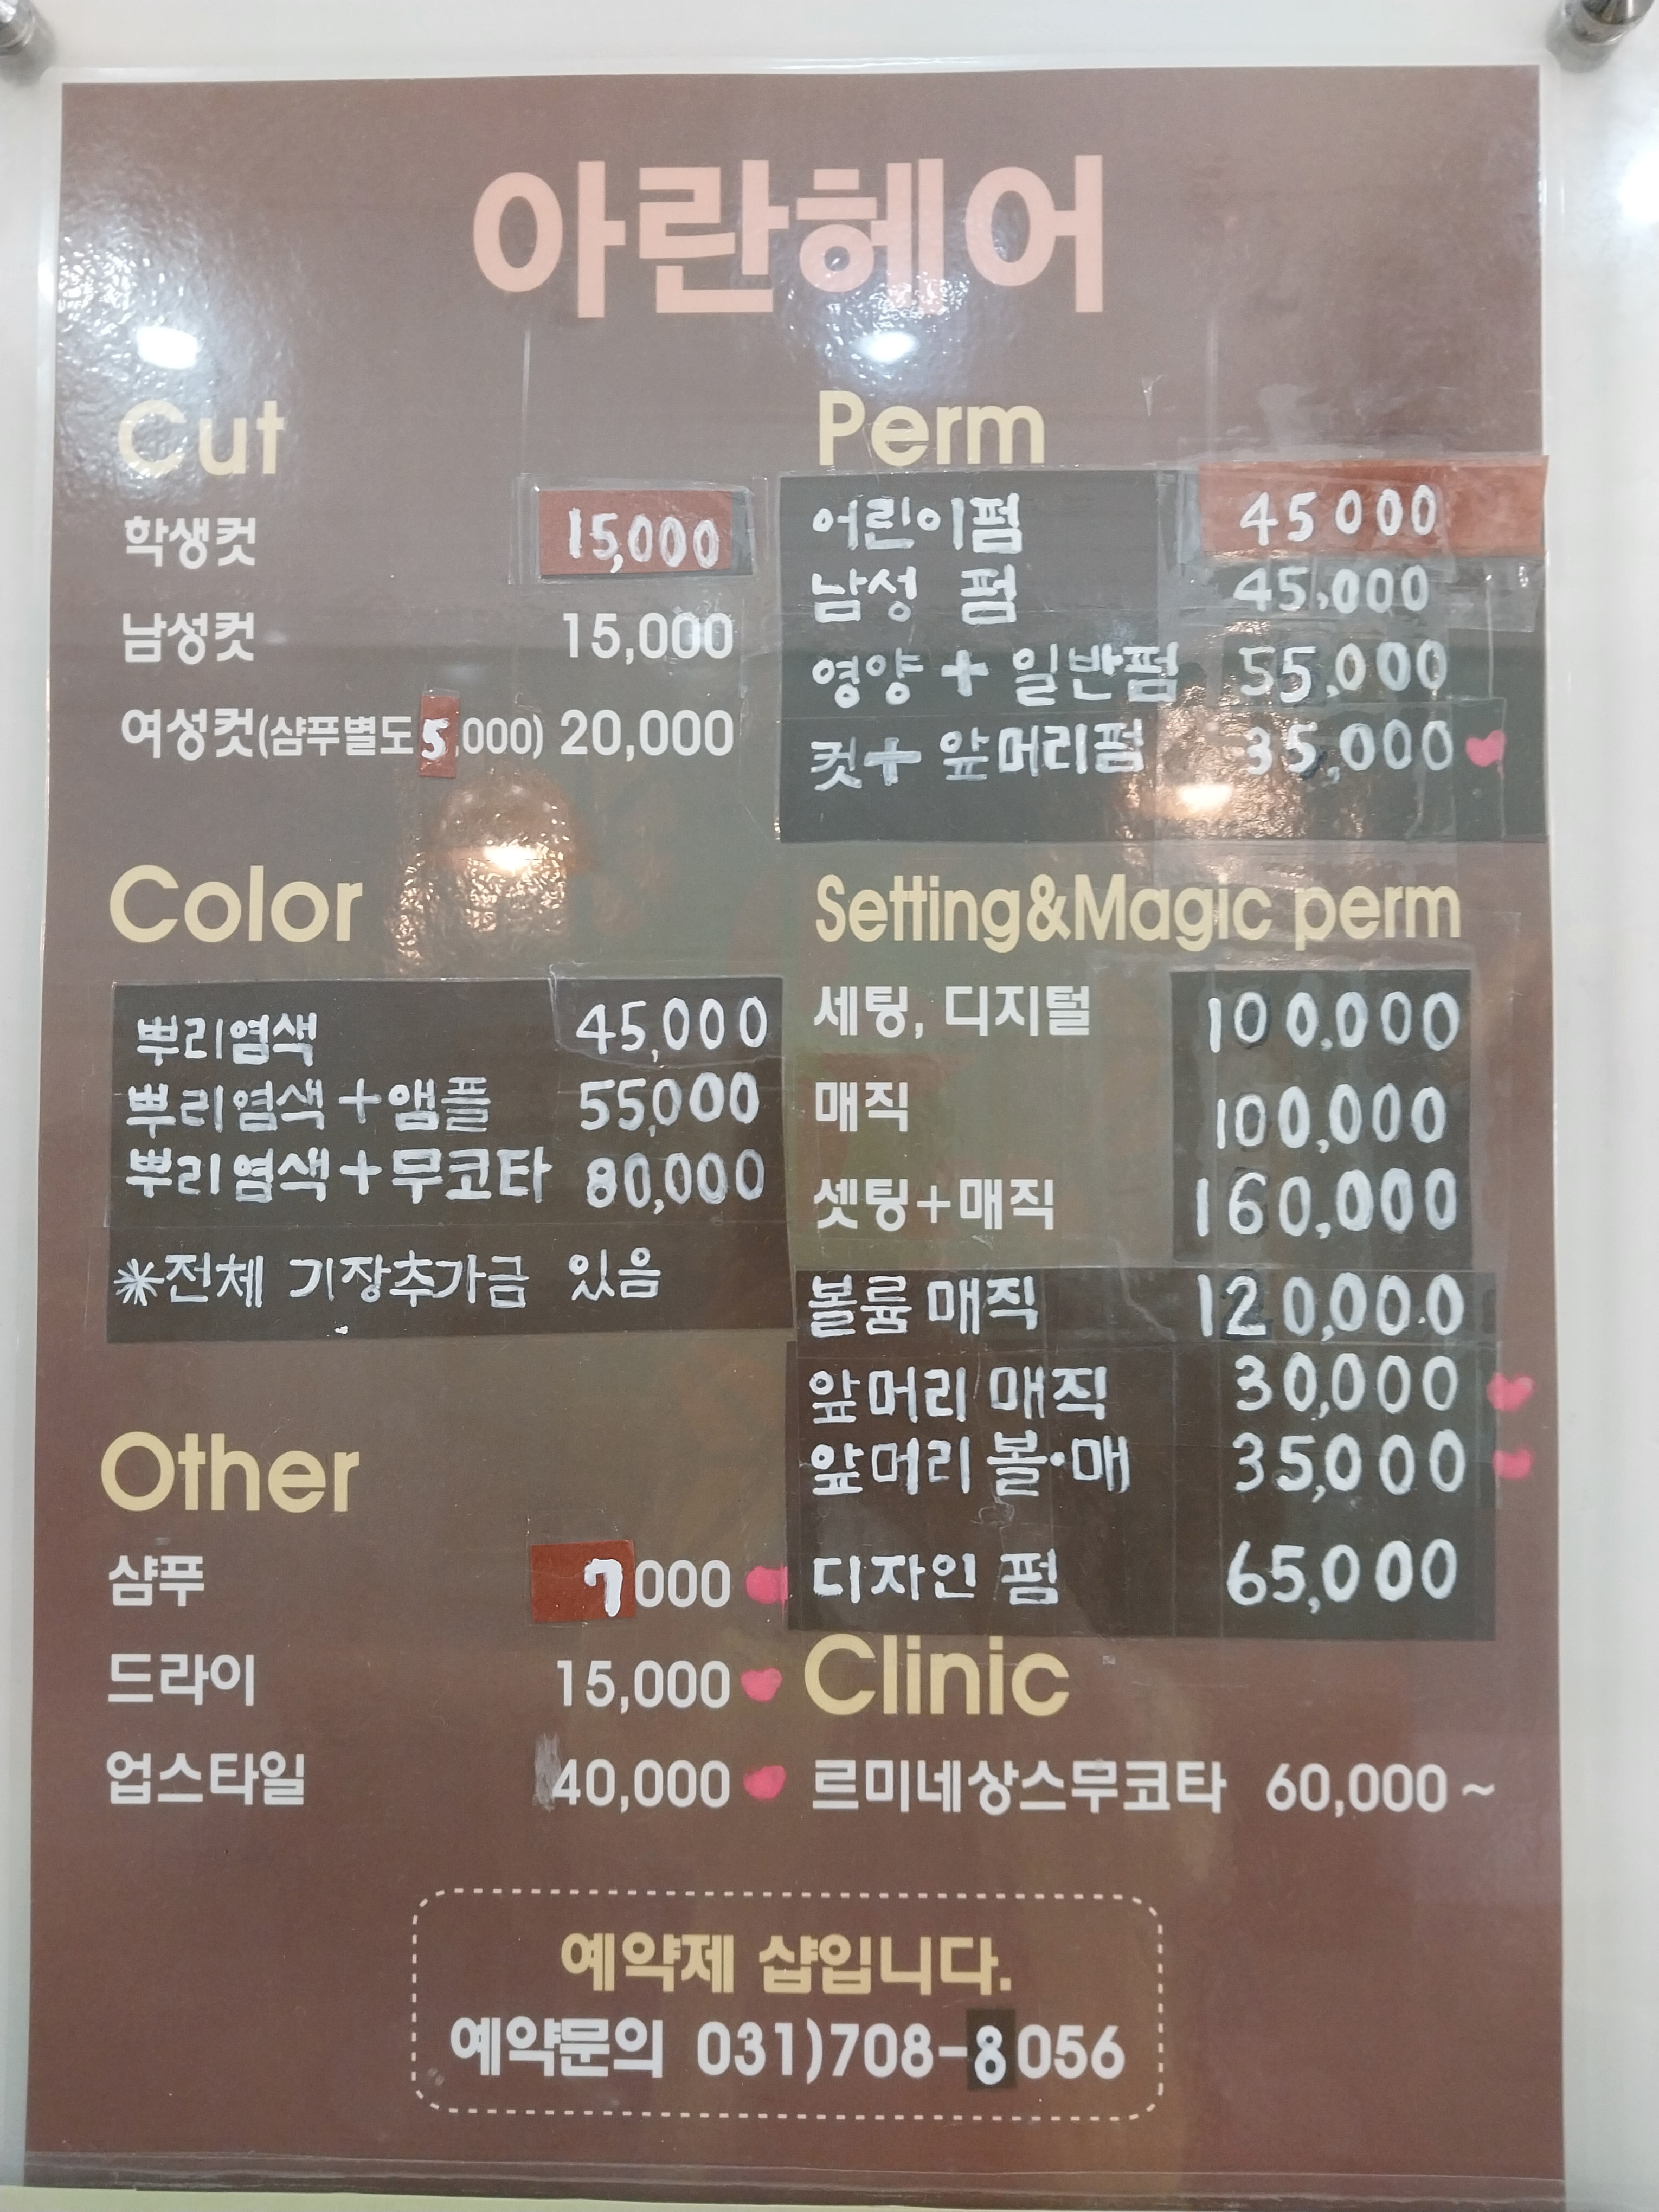 아란헤어
Cut
학생컷 15,000
남성컷 15,000
여성컷(샴푸별도5,000) 20,000
Perm
어린이펌 45000
남성 펌 45,000
영양+일반펌 55,000
컷+앞머리펌 35,000
Color
뿌리염색 45,000
뿌리염색+앰플 55,000
뿌리염색+무코타 80,000
※전체 기장추가금 있음
Setting&Magic perm
세팅, 디지털 100,000
매직 100,000
셋팅+매직 160,000
볼륨매직 120,000
앞머리 매직 30,000
앞머리 볼·매 35,000
디자인 펌 65,000
Other
샴푸 7000
드라이 15,000
업스타일 40,000
Clinic
르미네상스무코타 60,000~
예약제 샵입니다.
예약문의 031)708-8056